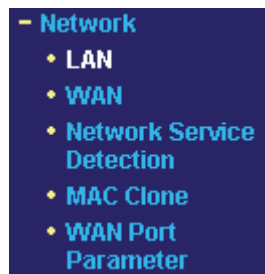 – Network
• LAN
• WAN
• Network Service
Detection
• MAC Clone
• WAN Port
Parameter